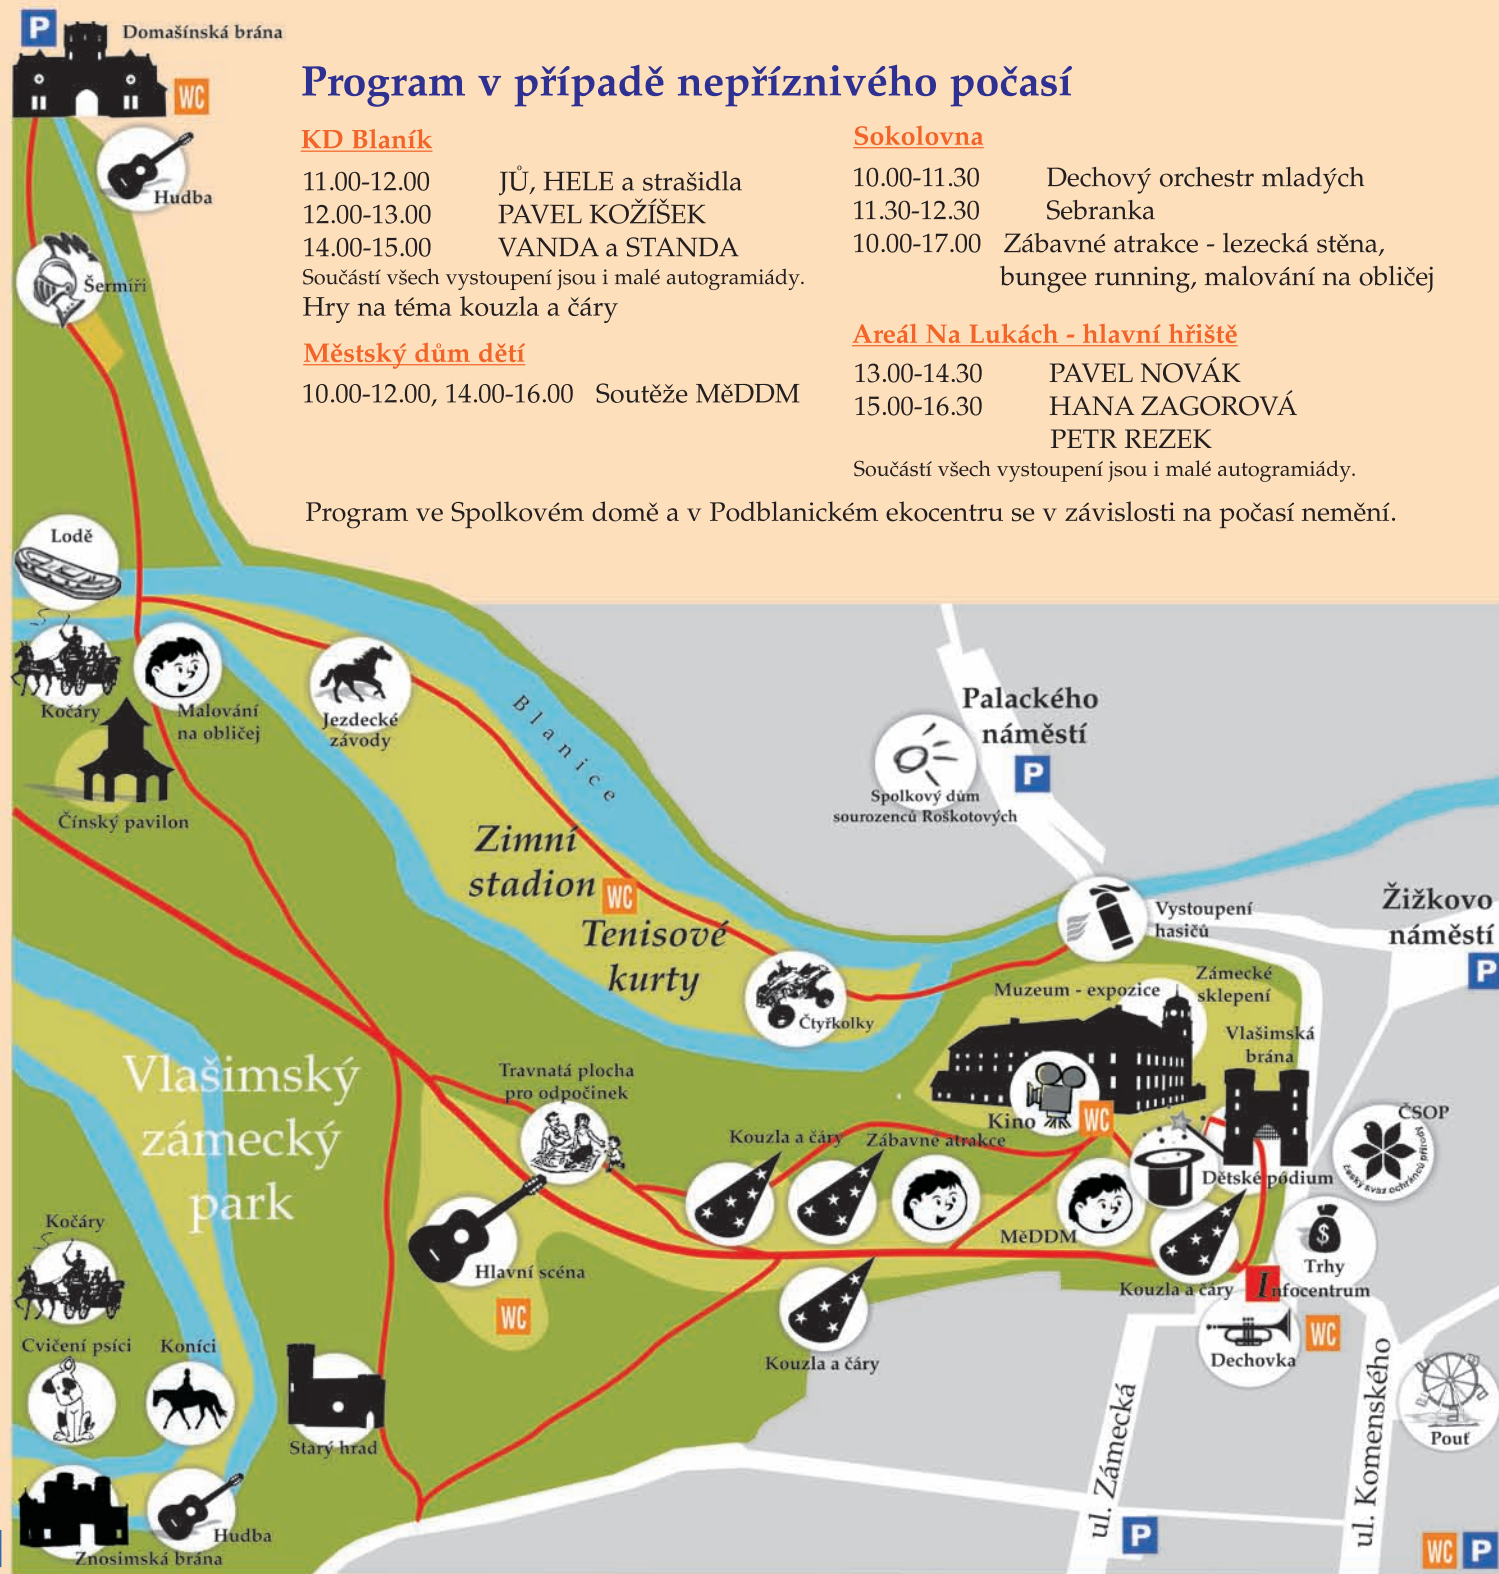 P
Domašínská brána
WC
Program v případě nepříznivého počasí
KD Blaník
11.00-12.00 JŮ, HELE a strašidla
12.00-13.00 PAVEL KOŽÍŠEK
14.00-15.00 VANDA a STANDA
Součástí všech vystoupení jsou i malé autogramiády.
Hry na téma kouzla a čáry
Městský dům dětí
10.00-12.00, 14.00-16.00 Soutěže MěDDM
Sokolovna
10.00-11.30 Dechový orchestr mladých
11.30-12.30 Sebranka
10.00-17.00 Zábavné atrakce - lezecká stěna,
bungee running, malování na obličej
Areál Na Lukách - hlavní hřiště
13.00-14.30 PAVEL NOVÁK
15.00-16.30 HANA ZAGOROVÁ
PETR REZEK
Součástí všech vystoupení jsou i malé autogramiády.
Program ve Spolkovém domě a v Podblanickém ekocentru se v závislosti na počasí nemění.
Hudba
Šermíři
Lodě
Kočáry
Malování
na obličej
Jezdecké
závody
Blanice
Čínský pavilon
Palackého
náměstí
P
Spolkový dům
sourozenců Roškotových
Zimní
stadion
WC
Tenisové
kurty
Čtyřkolky
Vystoupení
hasičů
Žižkovo
náměstí
P
Muzeum - expozice
Zámecké
sklepení
Vlašimská
brána
Kino
WC
Vlašimský
zámecký
park
Travnatá plocha
pro odpočinek
Kouzla a čáry
Zábavné atrakce
Dětské pódium
ČSOP
český svaz ochránců přírody
MěDDM
Hlavní scéna
WC
Kouzla a čáry
Kouzla a čáry
$
Trhy
Infocentrum
Dechovka
WC
Kočáry
Cvičení psíci
Koníci
Starý hrad
Znosimská brána
Hudba
ul. Zámecká
P
ul. Komenského
Pouť
WC
P